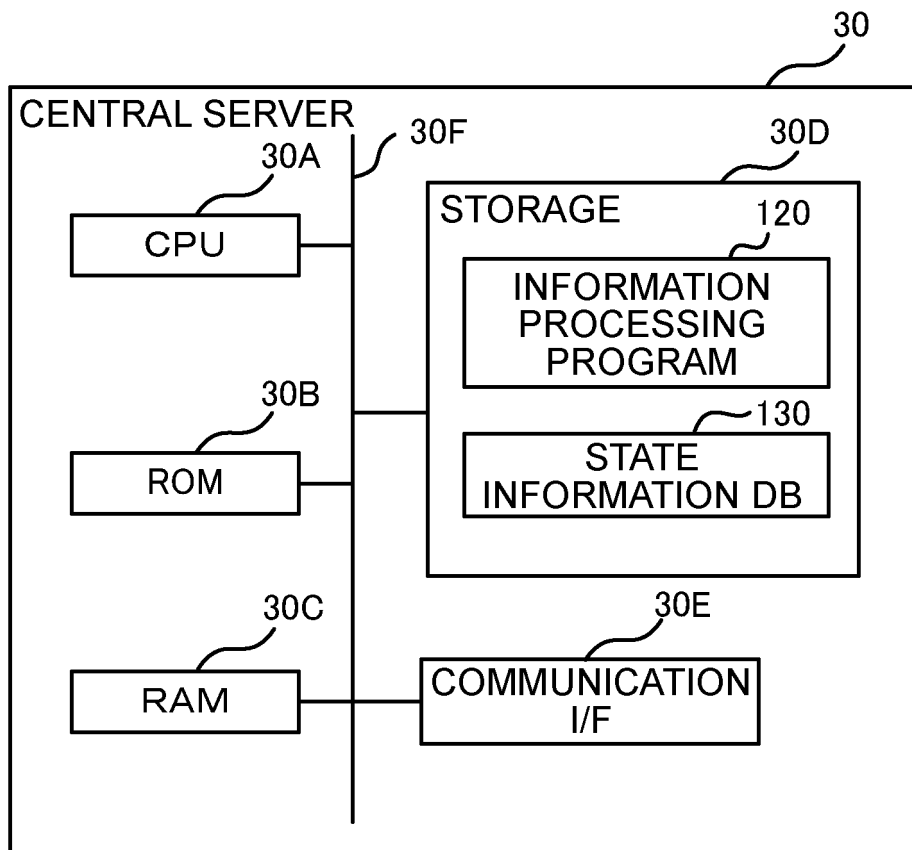 30
CENTRAL SERVER
30F
30A
CPU
30D
STORAGE
120
INFORMATION
PROCESSING
PROGRAM
30B
ROM
130
STATE
INFORMATION DB
30C
RAM
30E
COMMUNICATION
I/F